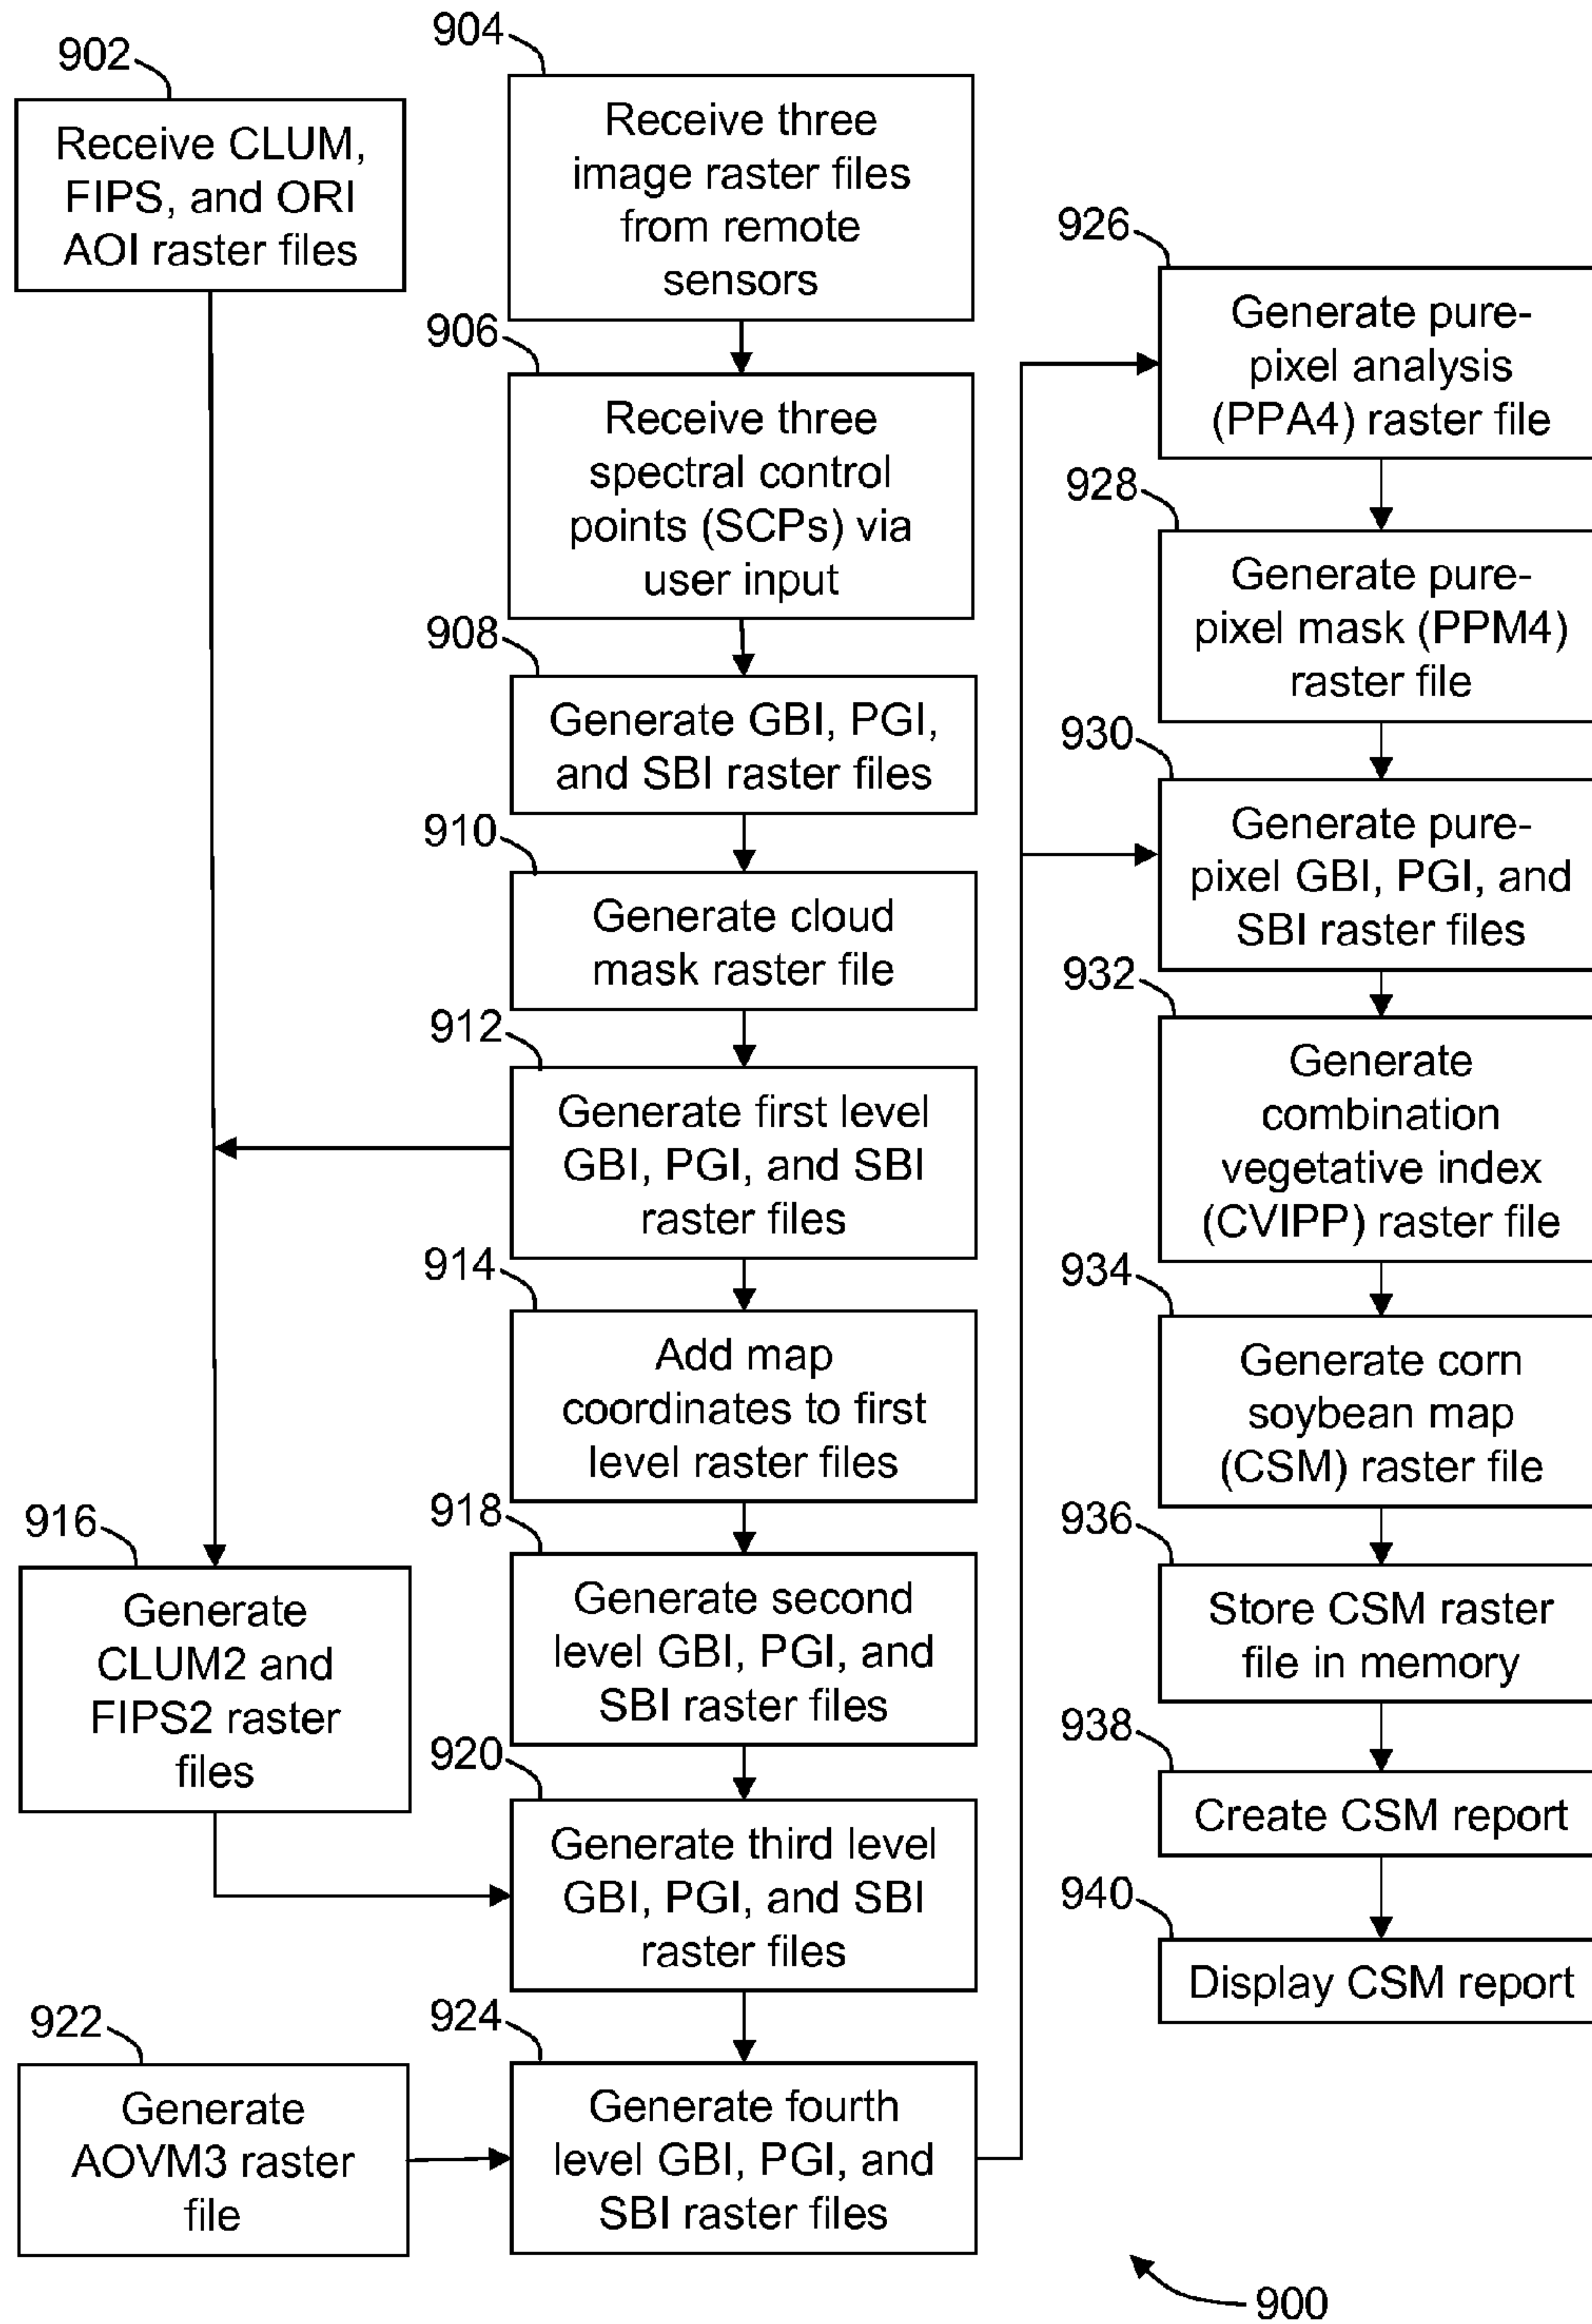 902
Receive CLUM,
FIPS, and ORI
AOI raster files
904
Receive three
image raster files
from remote
sensors
906
Receive three
spectral control
points (SCPs) via
user input
908
Generate GBI, PGI,
and SBI raster files
910
Generate cloud
mask raster file
912
Generate first level
GBI, PGI, and SBI
raster files
914
Add map
coordinates to first
level raster files
916
Generate
CLUM2 and
FIPS2 raster
files
918
Generate second
level GBI, PGI, and
SBI raster files
920
Generate third level
GBI, PGI, and SBI
raster files
922
Generate
AOVM3 raster
file
924
Generate fourth
level GBI, PGI, and
SBI raster files
926
Generate pure-
pixel analysis
(PPA4) raster file
928
Generate pure-
pixel mask (PPM4)
raster file
930
Generate pure-
pixel GBI, PGI, and
SBI raster files
932
Generate
combination
vegetative index
(CVIPP) raster file
934
Generate corn
soybean map
(CSM) raster file
936
Store CSM raster
file in memory
938
Create CSM report
940
Display CSM report
900